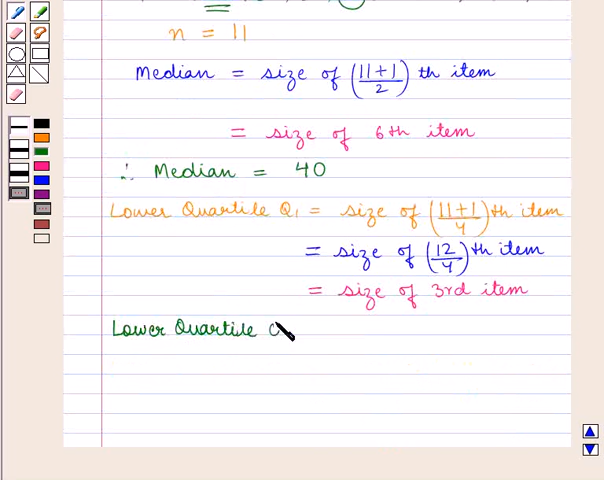 n = 11
Median = size of (11+1/2) th item
= size of 6th item
∴ Median = 40
Lower Quartile Q₁ = size of (11+1/4) th item
= size of (12/4) th item
= size of 3rd item
Lower Quartile